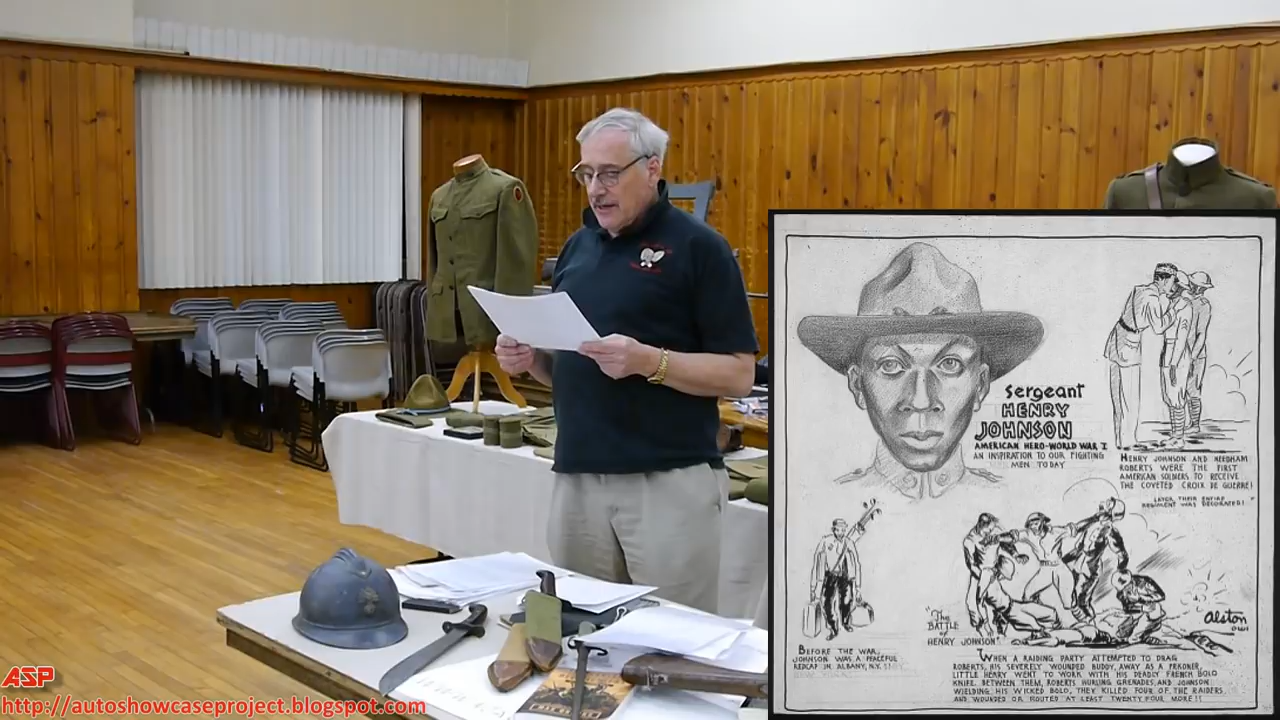 sergeant
HENRY
JOHNSON
AMERICAN HERO-WORLD WAR I
AN INSPIRATION TO OUR FIGHTING
MEN TODAY
HENRY JOHNSON AND NEEDHAM
ROBERTS WERE THE FIRST
AMERICAN SOLDIERS TO RECEIVE
THE COVETED CROIX DE GUERRE!
LATER THEIR ENTIRE
REGIMENT WAS DECORATED!
"The
BATTLE
of
HENRY JOHNSON"
Alston
OWI
BEFORE THE WAR,
JOHNSON WAS A PEACEFUL
REDCAP IN ALBANY, N.Y.
WHEN A RAIDING PARTY ATTEMPTED TO DRAG
ROBERTS, HIS SEVERELY WOUNDED BUDDY, AWAY AS A PRISONER,
LITTLE HENRY WENT TO WORK WITH HIS DEADLY FRENCH BOLO
KNIFE. BETWEEN THEM, ROBERTS HURLING GRENADES, AND JOHNSON
WIELDING HIS WICKED BOLO, THEY KILLED FOUR OF THE RAIDERS
AND WOUNDED OR ROUTED AT LEAST TWENTY FOUR MORE!!
ASP
http://autoshowcaseproject.blogspot.com